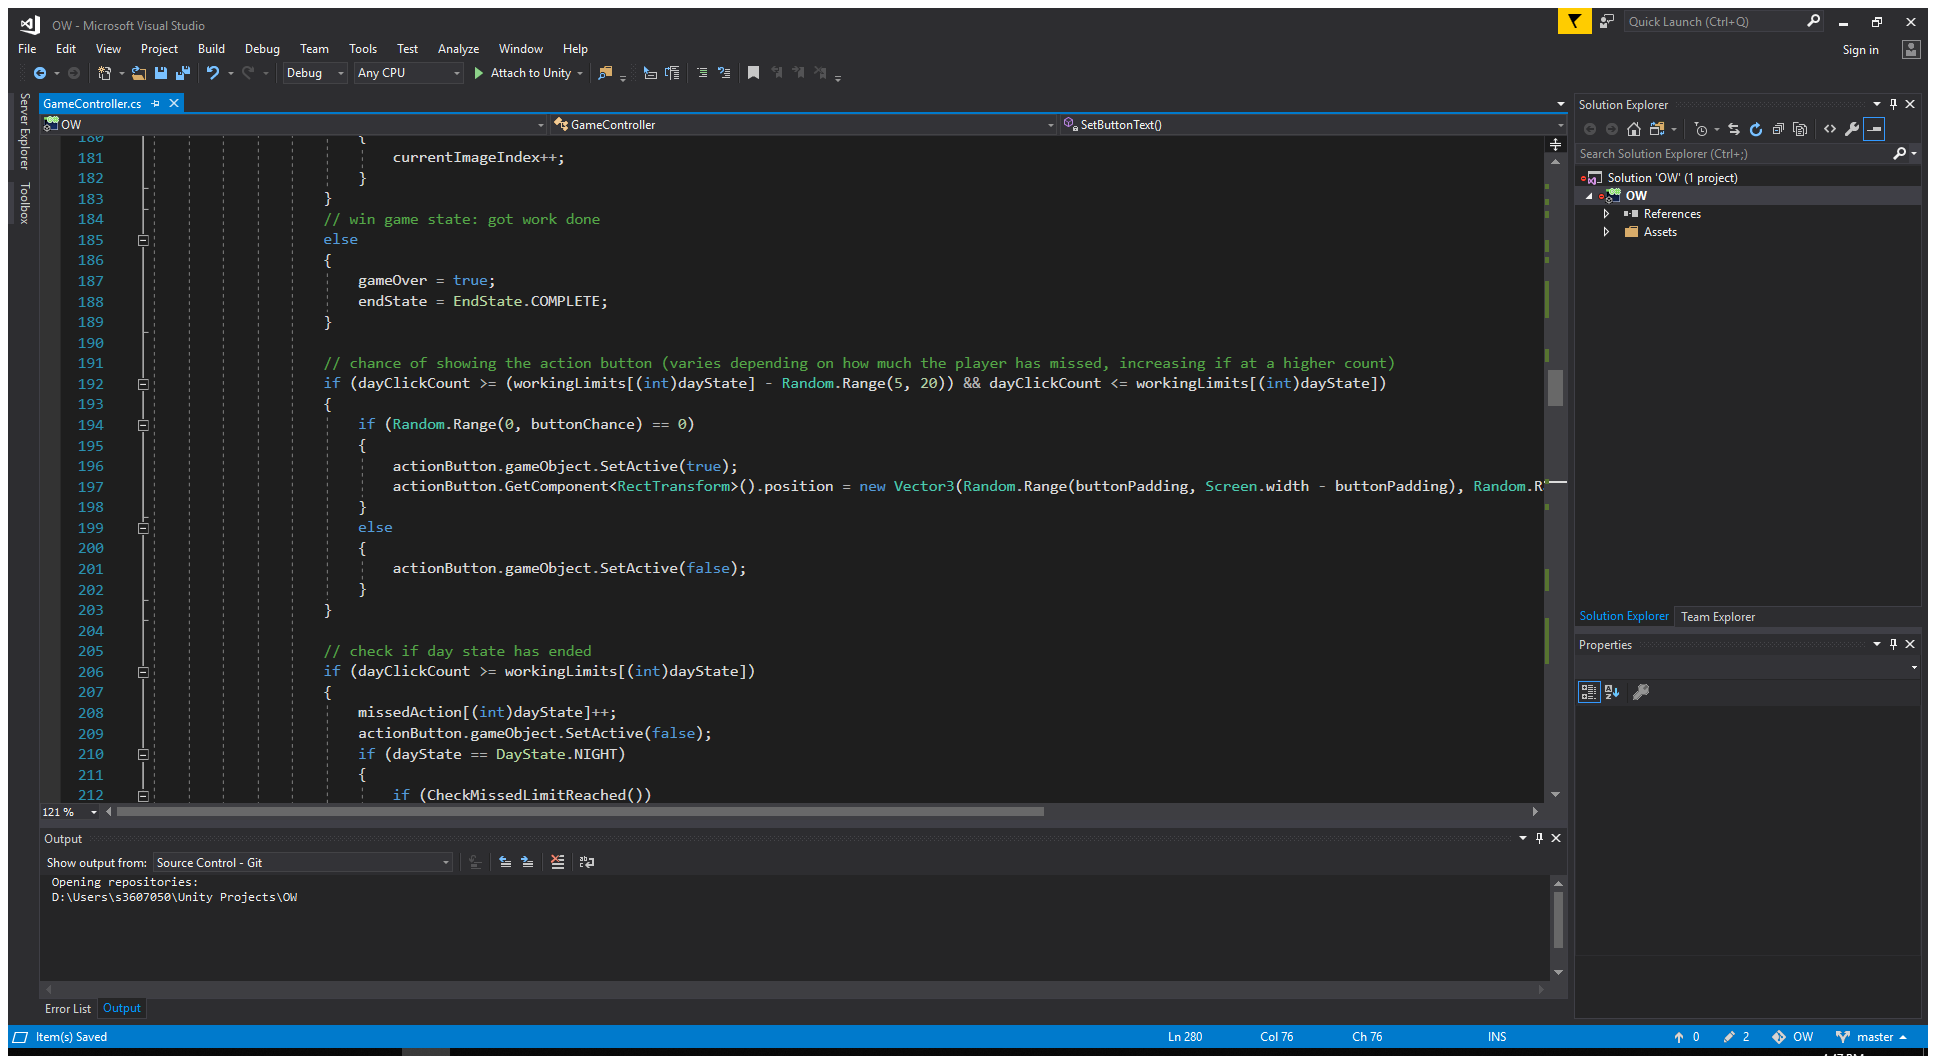 OW - Microsoft Visual Studio
Quick Launch (Ctrl+Q)
File Edit View Project Build Debug Team Tools Test Analyze Window Help
Sign in
Debug Any CPU Attach to Unity
Server Explorer
Toolbox
GameController.cs
OW GameController SetButtonText()
180 {
181 currentImageIndex++;
182 }
183 }
184 // win game state: got work done
185 else
186 {
187 gameOver = true;
188 endState = EndState.COMPLETE;
189 }
190
191 // chance of showing the action button (varies depending on how much the player has missed, increasing if at a higher count)
192 if (dayClickCount >= (workingLimits[(int)dayState] - Random.Range(5, 20)) && dayClickCount <= workingLimits[(int)dayState])
193 {
194 if (Random.Range(0, buttonChance) == 0)
195 {
196 actionButton.gameObject.SetActive(true);
197 actionButton.GetComponent<RectTransform>().position = new Vector3(Random.Range(buttonPadding, Screen.width - buttonPadding), Random.R
198 }
199 else
200 {
201 actionButton.gameObject.SetActive(false);
202 }
203 }
204
205 // check if day state has ended
206 if (dayClickCount >= workingLimits[(int)dayState])
207 {
208 missedAction[(int)dayState]++;
209 actionButton.gameObject.SetActive(false);
210 if (dayState == DayState.NIGHT)
211 {
212 if (CheckMissedLimitReached())
121 %
Output
Show output from: Source Control - Git
Opening repositories:
D:\Users\s3607050\Unity Projects\OW
Error List Output
Solution Explorer
Search Solution Explorer (Ctrl+;)
Solution 'OW' (1 project)
OW
References
Assets
Solution Explorer Team Explorer
Properties
Item(s) Saved Ln 280 Col 76 Ch 76 INS 0 2 OW master